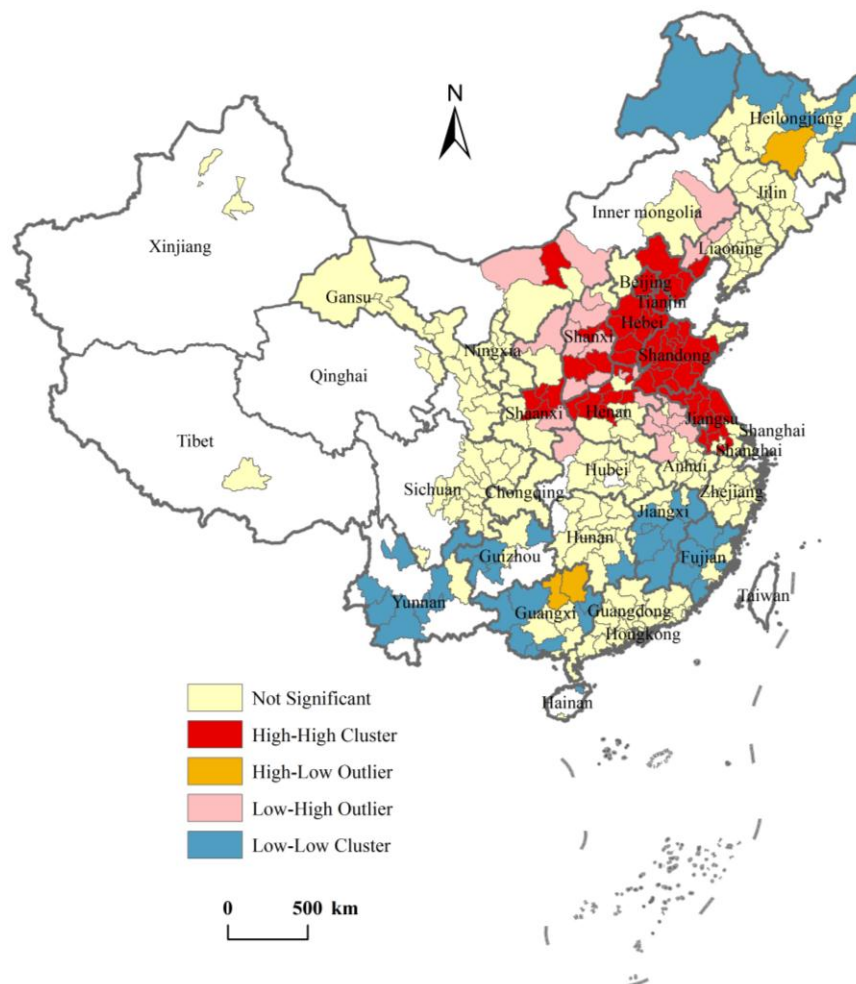 N
Heilongjiang
Jilin
Inner mongolia
Liaoning
Xinjiang
Beijing
Gansu
Tianjin
Hebei
Shanxi
Ningxia
Shandong
Qinghai
Shaanxi
Henan
Jiangsu
Shanghai
Shanghai
Tibet
Hubei
Anhui
Sichuan
Chongqing
Zhejiang
Jiangxi
Hunan
Guizhou
Fujian
Yunnan
Taiwan
Guangxi
Guangdong
Hongkong
Hainan
Not Significant
High-High Cluster
High-Low Outlier
Low-High Outlier
Low-Low Cluster
0 500 km